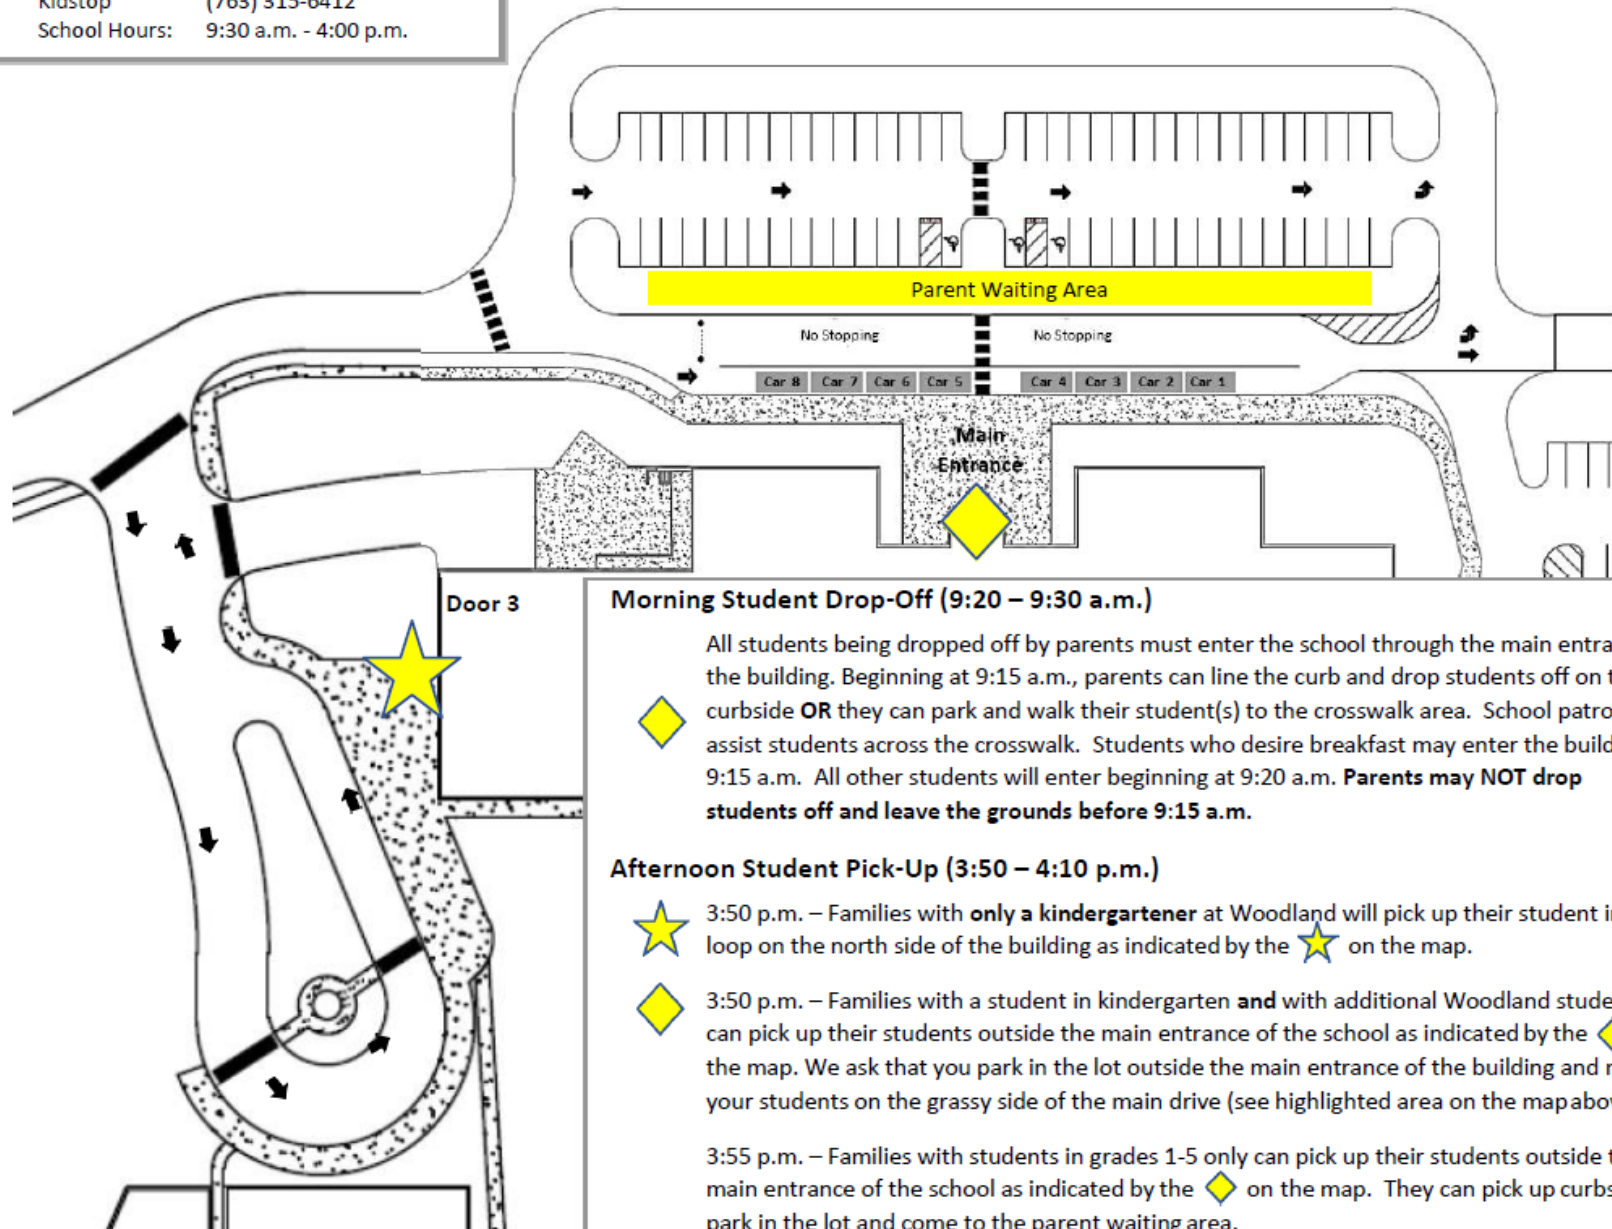 Kidstop (763) 315-6412
School Hours: 9:30 a.m. - 4:00 p.m.
Parent Waiting Area
No Stopping No Stopping
Car 8 Car 7 Car 6 Car 5 Car 4 Car 3 Car 2 Car 1
Main
Entrance
Door 3
Morning Student Drop-Off (9:20 – 9:30 a.m.)
All students being dropped off by parents must enter the school through the main
the building. Beginning at 9:15 a.m., parents can line the curb and drop students off on
curbside OR they can park and walk their student(s) to the crosswalk area. School
assist students across the crosswalk. Students who desire breakfast may enter the
9:15 a.m. All other students will enter beginning at 9:20 a.m. Parents may NOT drop
students off and leave the grounds before 9:15 a.m.
Afternoon Student Pick-Up (3:50 – 4:10 p.m.)
3:50 p.m. – Families with only a kindergartener at Woodland will pick up their student
loop on the north side of the building as indicated by the on the map.
3:50 p.m. – Families with a student in kindergarten and with additional Woodland
can pick up their students outside the main entrance of the school as indicated by the
the map. We ask that you park in the lot outside the main entrance of the building and
your students on the grassy side of the main drive (see highlighted area on the map
3:55 p.m. – Families with students in grades 1-5 only can pick up their students outside
main entrance of the school as indicated by the on the map. They can pick up
park in the lot and come to the parent waiting area.